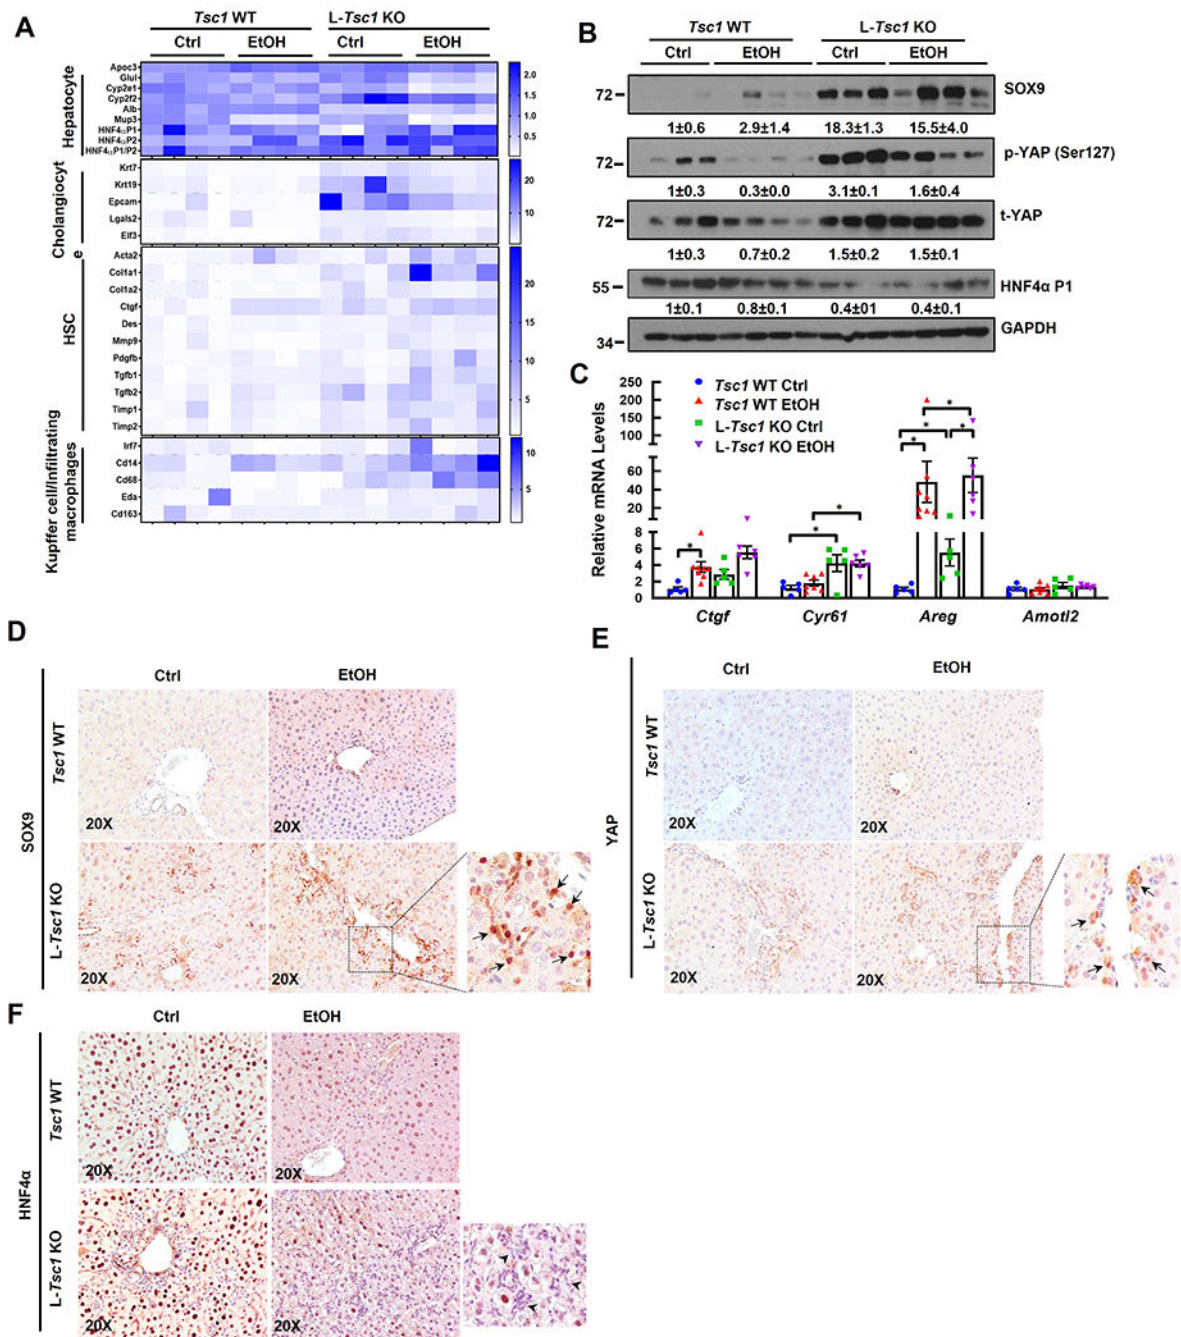 A
Tsc1 WT
L-Tsc1 KO
Ctrl
EtOH
Ctrl
EtOH
Hepatocyte
Apoc3
Glul
Cyp2e1
Cyp2f2
Alb
Mup3
HNF4αP1
HNF4αP2
HNF4αP1/P2
2.0
1.5
1.0
0.5
Cholangiocyt
e
Krt7
Krt19
Epcam
Lgals2
Elf3
20
10
HSC
Acta2
Col1a1
Col1a2
Ctgf
Des
Mmp9
Pdgfb
Tgfb1
Tgfb2
Timp1
Timp2
20
15
10
5
Kupffer cell/infiltrating
macrophages
Irf7
Cd14
Cd68
Eda
Cd163
10
5
B
Tsc1 WT
L-Tsc1 KO
Ctrl
EtOH
Ctrl
EtOH
72
SOX9
1±0.6 2.9±1.4 18.3±1.3 15.5±4.0
72
p-YAP (Ser127)
1±0.3 0.3±0.0 3.1±0.1 1.6±0.4
72
t-YAP
1±0.3 0.7±0.2 1.5±0.2 1.5±0.1
55
HNF4α P1
1±0.1 0.8±0.1 0.4±01 0.4±0.1
34
GAPDH
C
Relative mRNA Levels
250
200
150
100
60
40
20
8
6
4
2
0
Tsc1 WT Ctrl
Tsc1 WT EtOH
L-Tsc1 KO Ctrl
L-Tsc1 KO EtOH
*
*
*
*
*
*
*
Ctgf
Cyr61
Areg
Amotl2
D
Ctrl
EtOH
SOX9
Tsc1 WT
20X
20X
L-Tsc1 KO
20X
20X
E
Ctrl
EtOH
YAP
Tsc1 WT
20X
20X
L-Tsc1 KO
20X
20X
F
Ctrl
EtOH
HNF4α
Tsc1 WT
20X
20X
L-Tsc1 KO
20X
20X